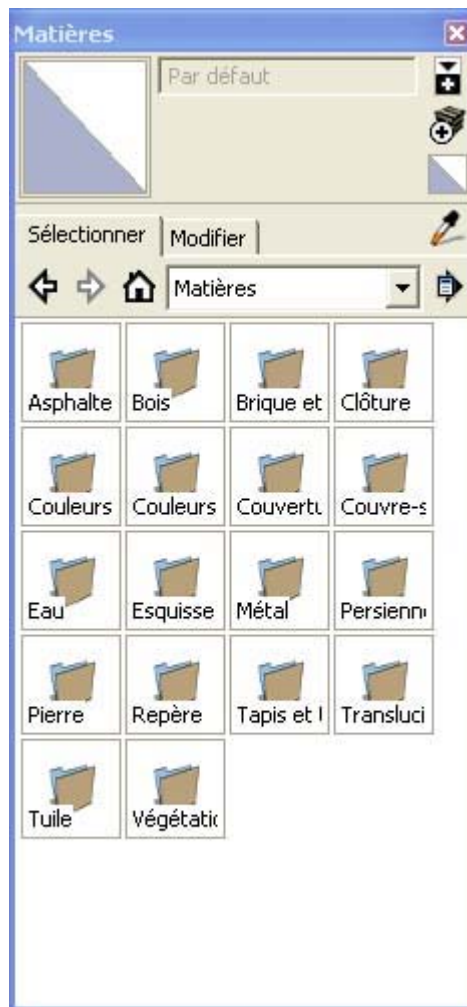 Matières
Par défaut
Sélectionner Modifier
Matières
Asphalte Bois Brique et Clôture
Couleurs Couleurs Couvertu Couvre-s
Eau Esquisse Métal Persienn
Pierre Repère Tapis et Transluci
Tuile Végétatic